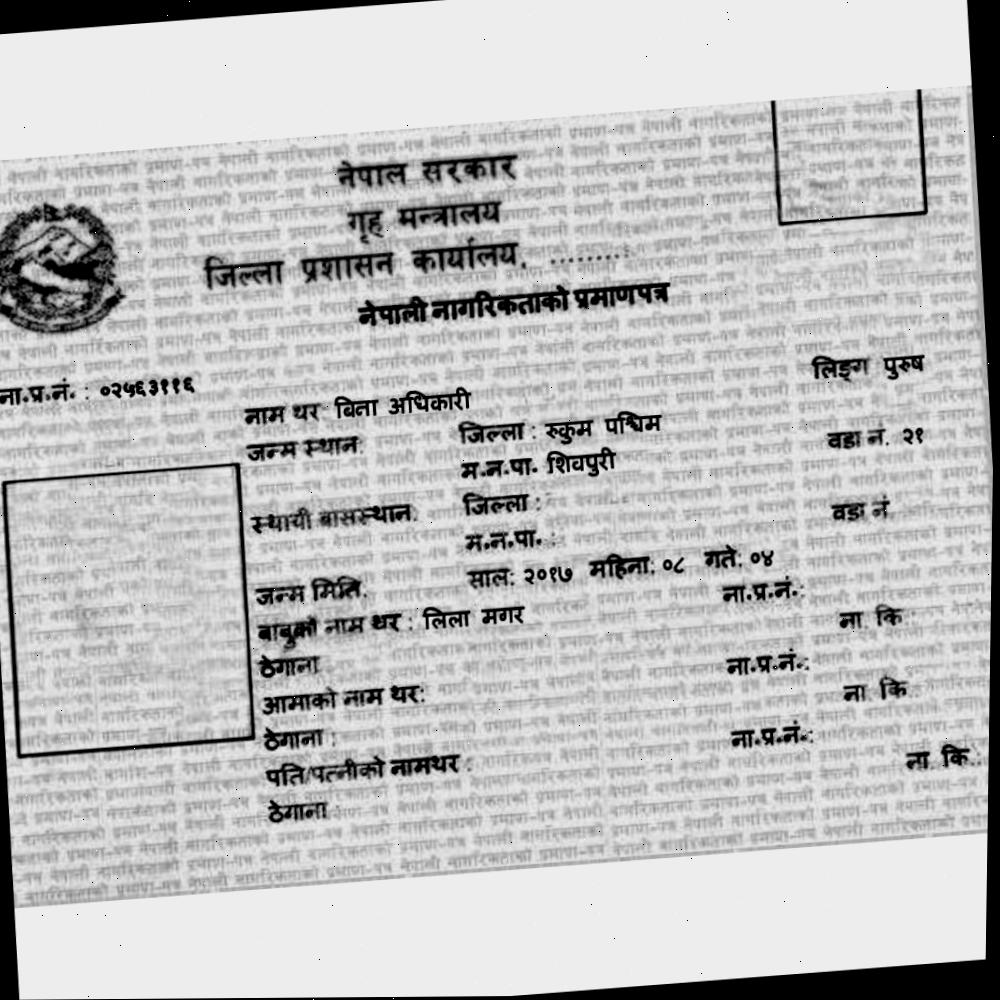 नेपाल सरकार
गृह मन्त्रालय
जिल्ला प्रशासन कार्यालय, ........:
नेपाली नागरिकताको प्रमाणपत्र
ना.प्र.नं. : ०२५६३११६
लिङ्ग पुरुष
नाम थर बिना अधिकारी
जन्म स्थान: जिल्ला : रुकुम पश्चिम
म.न.पा. शिवपुरी वडा नं. २१
स्थायी बासस्थान: जिल्ला :
म.न.पा. : वडा नं
जन्म मिति: साल: २०१७ महिना: ०८ गते: ०४
बाबुको नाम थर : लिला मगर ना.प्र.नं.:
ठेगाना ना कि :
आमाको नाम थर: ना.प्र.नं.:
ठेगाना : ना कि :
पति/पत्नीको नामथर : ना.प्र.नं.:
ठेगाना : ना कि :